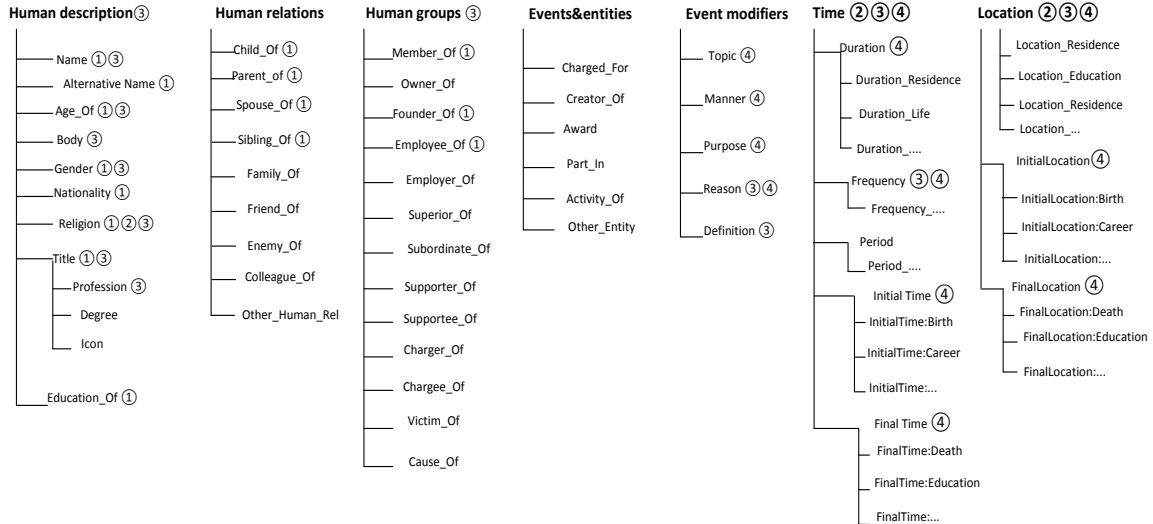 Human description③
Name ①③
Alternative Name ①
Age_Of ①③
Body ③
Gender ①③
Nationality ①
Religion ①②③
Title ①③
Profession ③
Degree
Icon
Education_Of ①
Human relations
Child_Of ①
Parent_of ①
Spouse_Of ①
Sibling_Of ①
Family_Of
Friend_Of
Enemy_Of
Colleague_Of
Other_Human_Rel
Human groups ③
Member_Of ①
Owner_Of
Founder_Of ①
Employee_Of ①
Employer_Of
Superior_Of
Subordinate_Of
Supporter_Of
Supportee_Of
Charger_Of
Chargee_Of
Victim_Of
Cause_Of
Events&entities
Charged_For
Creator_Of
Award
Part_In
Activity_Of
Other_Entity
Event modifiers
Topic ④
Manner ④
Purpose ④
Reason ③④
Definition ③
Time ②③④
Duration ④
Duration_Residence
Duration_Life
Duration_....
Frequency ③④
Frequency_....
Period
Period_....
Initial Time ④
InitialTime:Birth
InitialTime:Career
InitialTime:...
Final Time ④
FinalTime:Death
FinalTime:Education
FinalTime:...
Location ②③④
Location_Residence
Location_Education
Location_Residence
Location_...
InitialLocation ④
InitialLocation:Birth
InitialLocation:Career
InitialLocation:...
FinalLocation ④
FinalLocation:Death
FinalLocation:Education
FinalLocation:...